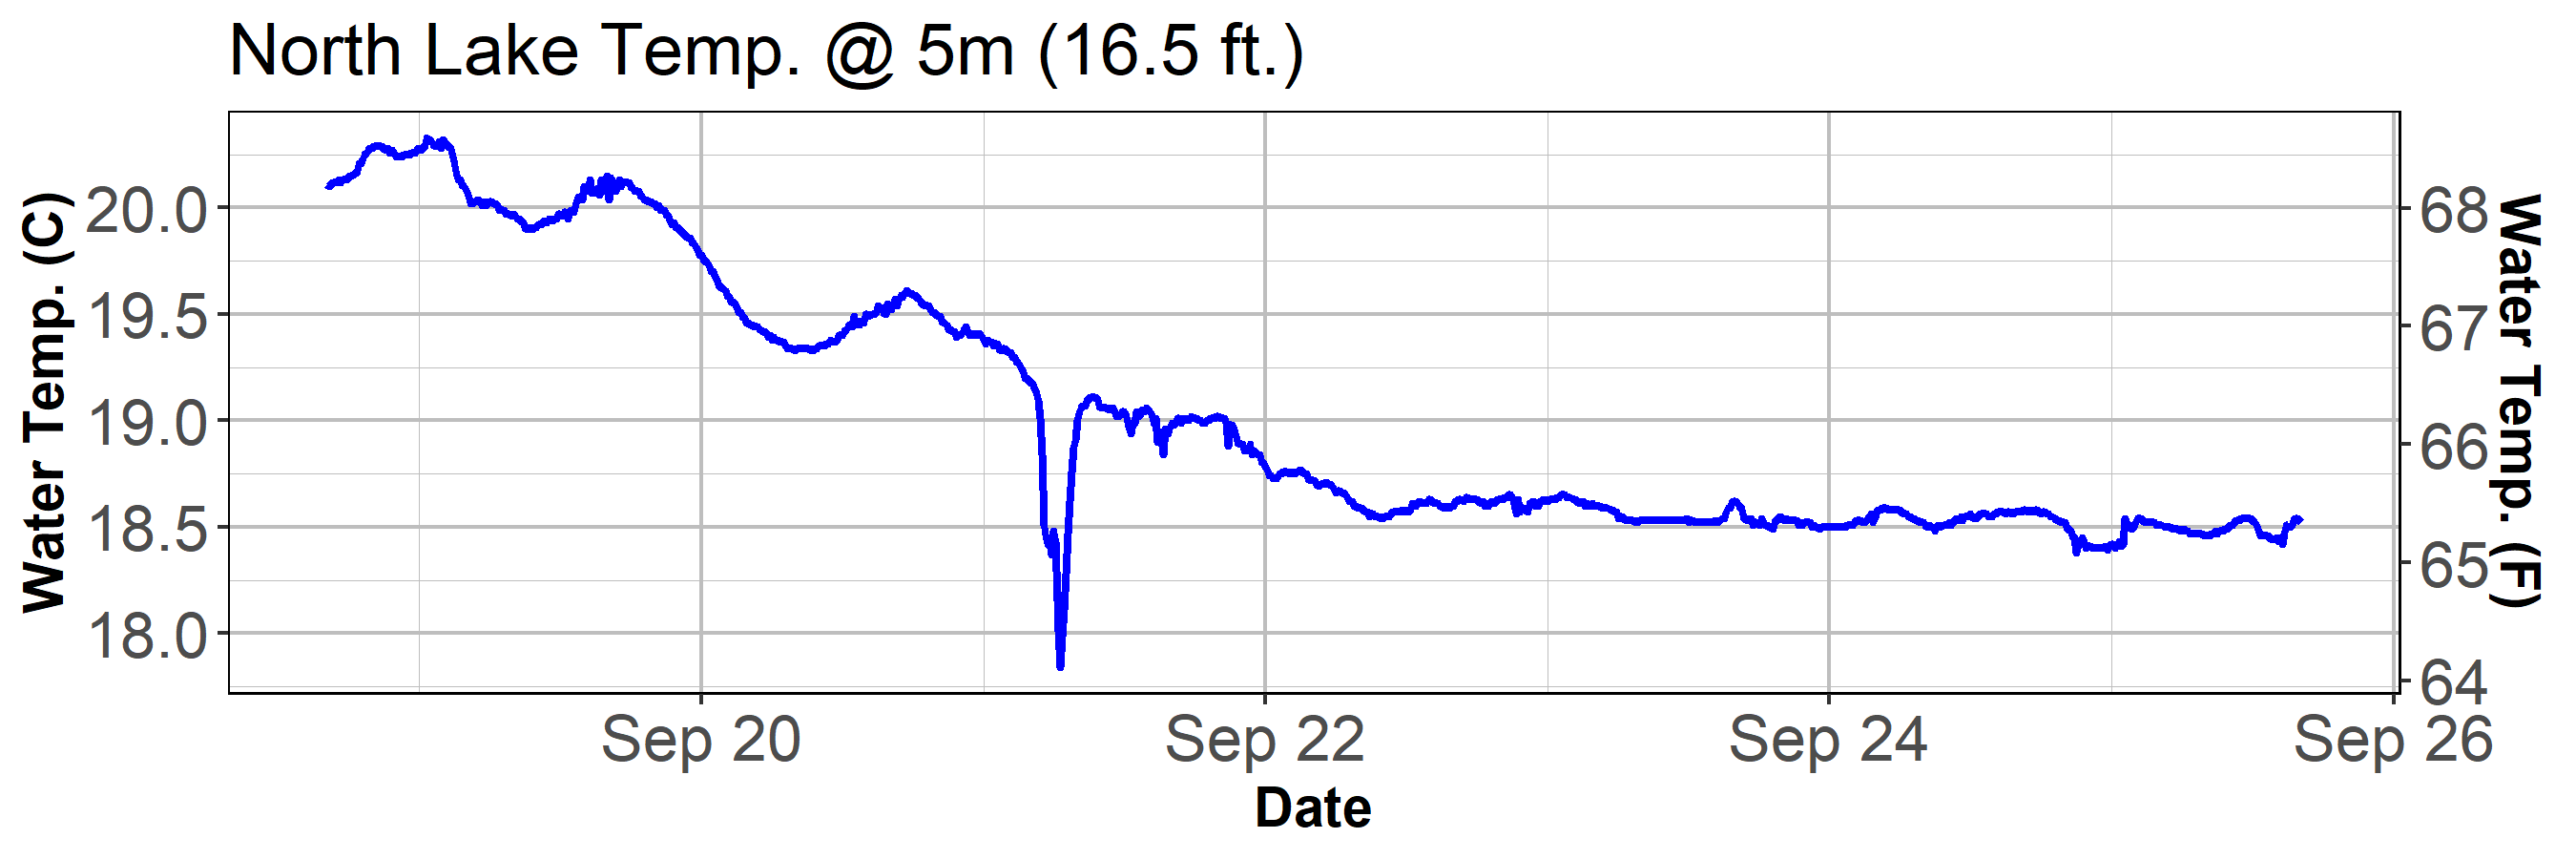 North Lake Temp. @ 5m (16.5 ft.)
Water Temp. (C)
20.0
19.5
19.0
18.5
18.0
68
67
66
65
64
Water Temp. (F)
Sep 20 Sep 22 Sep 24 Sep 26
Date